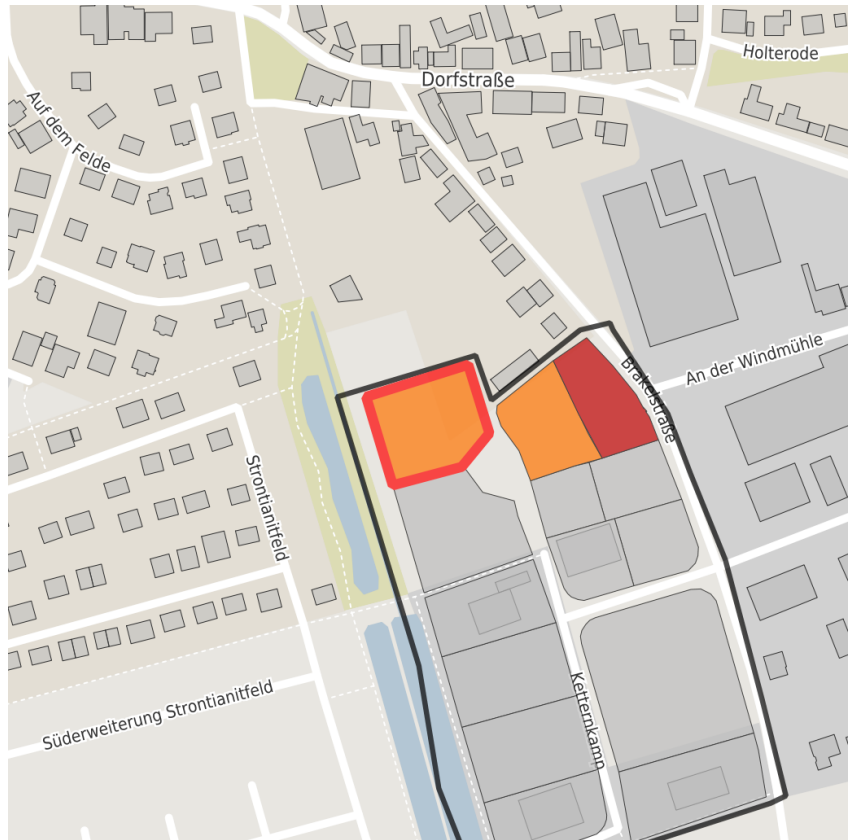 Holterode
Dorfstraße
Auf dem Felde
An der Windmühle
Brakelstraße
Strontianitfeld
Ketternkamp
Süderweiterung Strontianitfeld